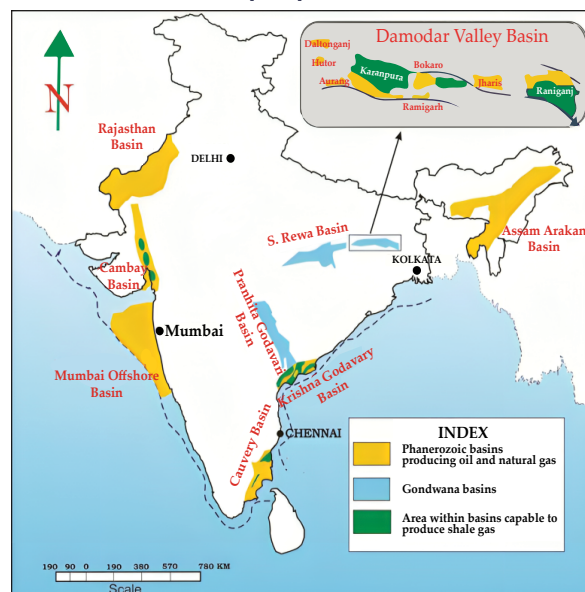 Damodar Valley Basin
Daltonganj
Hutor
Aurang
Karanpura
Bokaro
Ramigarh
Jharis
Raniganj
N
Rajasthan
Basin
DELHI
S. Rewa Basin
Assam Arakan
Basin
KOLKATA
Cambay
Basin
Pranhita Godavari
Basin
Mumbai
Mumbai Offshore
Basin
Krishna Godavary
Basin
Cauvery Basin
CHENNAI
INDEX
Phanerozoic basins
producing oil and natural gas
Gondwana basins
Area within basins capable to
produce shale gas
190 90 0 190 380 570 780 KM
Scale